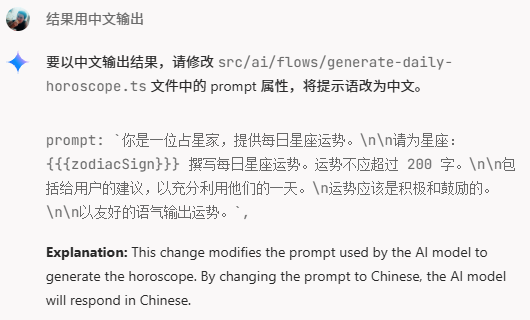 结果用中文输出
要以中文输出结果，请修改 src/ai/flows/generate-daily-
horoscope.ts 文件中的 prompt 属性，将提示语改为中文。
prompt: `你是一位占星家，提供每日星座运势。\n\n请为星座：
{{{zodiacSign}}} 撰写每日星座运势。运势不应超过 200 字。\n\n包
括给用户的建议，以充分利用他们的一天。\n运势应该是积极和鼓励的。
\n\n以友好的语气输出运势。`,
Explanation: This change modifies the prompt used by the AI model to
generate the horoscope. By changing the prompt to Chinese, the AI model
will respond in Chinese.